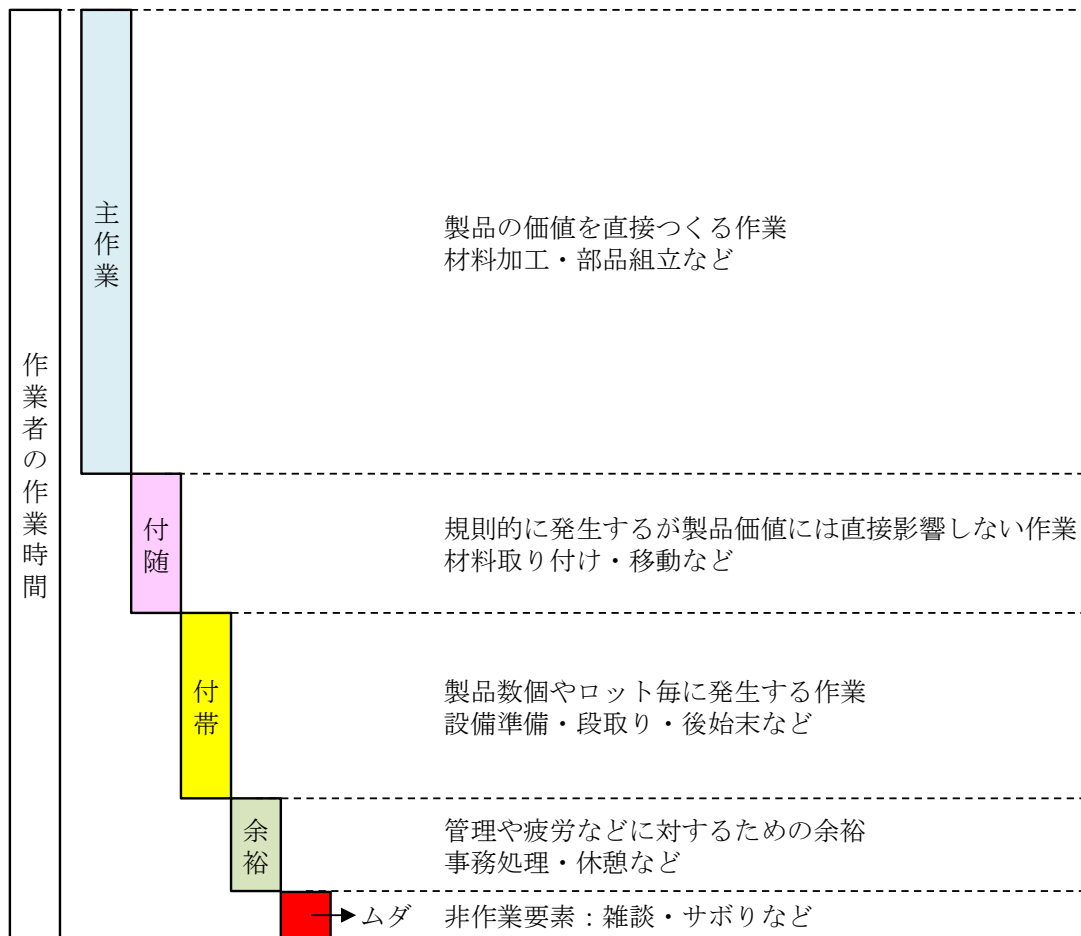 作業者の作業時間
主作業
製品の価値を直接つくる作業
材料加工・部品組立など
付随
規則的に発生するが製品価値には直接影響しない作業
材料取り付け・移動など
付帯
製品数個やロット毎に発生する作業
設備準備・段取り・後始末など
余裕
管理や疲労などに対するための余裕
事務処理・休憩など
ムダ
非作業要素：雑談・サボりなど